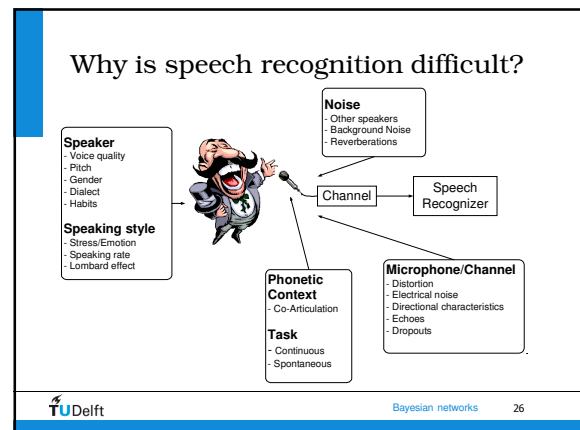 Why is speech recognition difficult?
Noise
- Other speakers
- Background Noise
- Reverberations
Speaker
- Voice quality
- Pitch
- Gender
- Dialect
- Habits
Speaking style
- Stress/Emotion
- Speaking rate
- Lombard effect
Channel
Speech
Recognizer
Phonetic
Context
- Co-Articulation
Task
- Continuous
- Spontaneous
Microphone/Channel
- Distortion
- Electrical noise
- Directional characteristics
- Echoes
- Dropouts
.
TUDelft
Bayesian networks 26